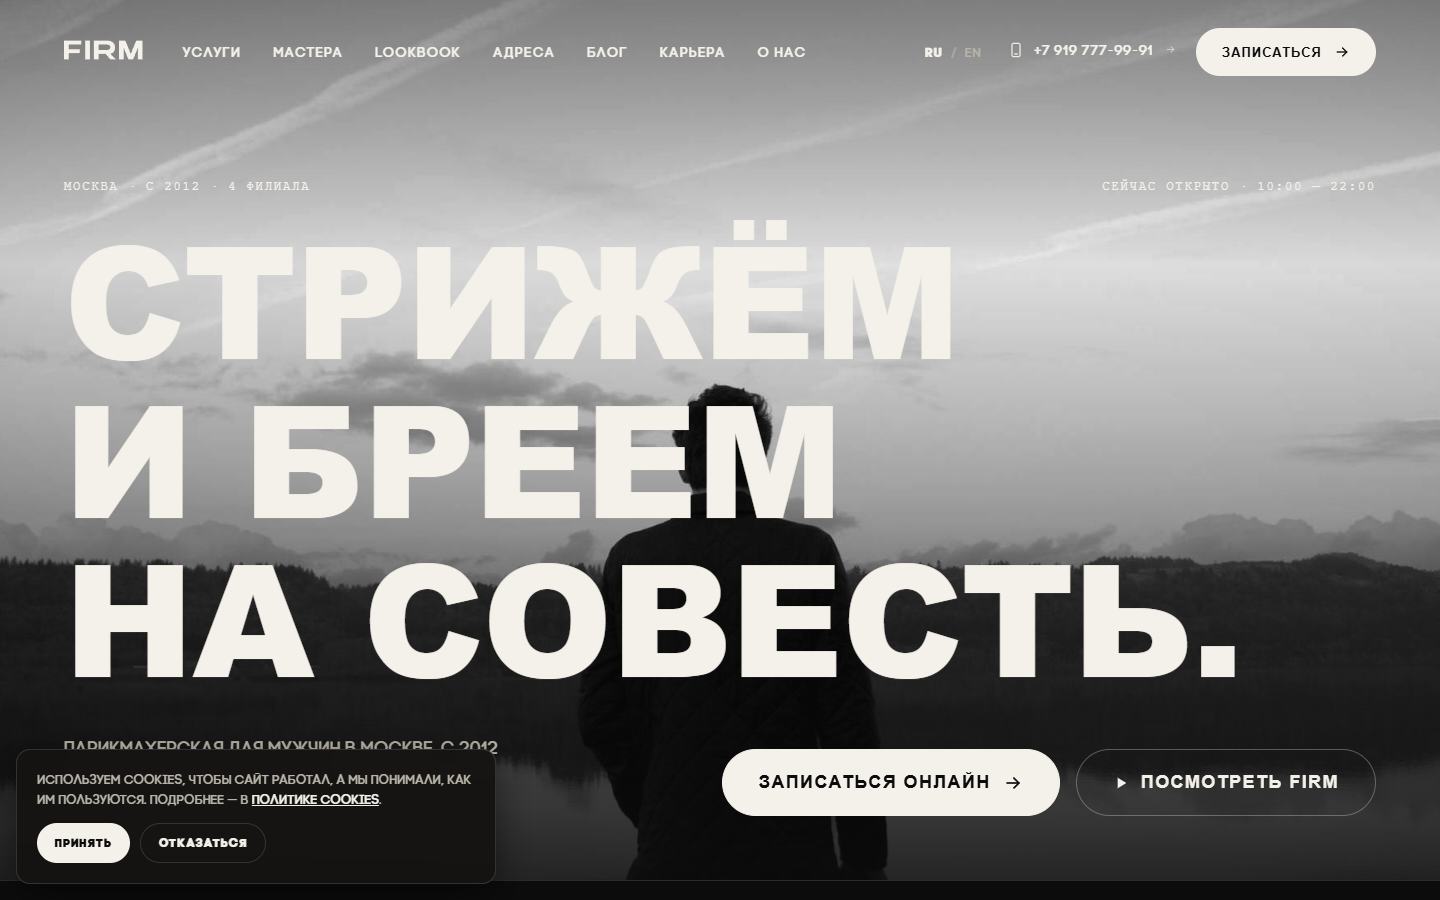 FIRM
УСЛУГИ МАСТЕРА LOOKBOOK АДРЕСА БЛОГ КАРЬЕРА О НАС
RU / EN
+7 919 777-99-91 →
ЗАПИСАТЬСЯ →
МОСКВА · С 2012 · 4 ФИЛИАЛА
СЕЙЧАС ОТКРЫТО · 10:00 — 22:00
СТРИЖЁМ
И БРЕЕМ
НА СОВЕСТЬ.
ПАРИКМАХЕРСКАЯ ДЛЯ МУЖЧИН В МОСКВЕ. С 2012
ЗАПИСАТЬСЯ ОНЛАЙН →
ПОСМОТРЕТЬ FIRM
ИСПОЛЬЗУЕМ COOKIES, ЧТОБЫ САЙТ РАБОТАЛ, А МЫ ПОНИМАЛИ, КАК
ИМ ПОЛЬЗУЮТСЯ. ПОДРОБНЕЕ — В ПОЛИТИКЕ COOKIES.
ПРИНЯТЬ
ОТКАЗАТЬСЯ